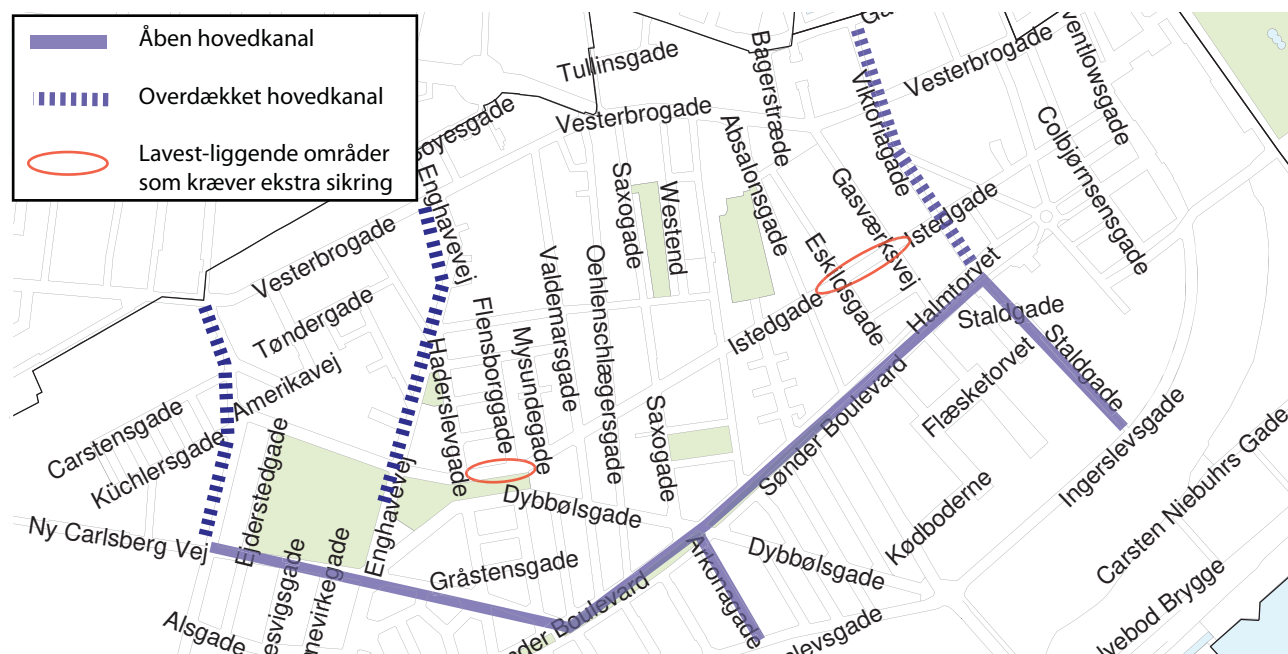 Åben hovedkanal
Overdækket hovedkanal
Lavest-liggende områder
som kræver ekstra sikring
Tullinsgade
Vesterbrogade
Bagerstræde
Viktoriagade
Vesterbrogade
Colbjørnsensgade
Enghavevej
Vesterbrogade
Saxogade
Westend
Absalonsgade
Gasværksvej
Istedgade
Eskildsgade
Tøndergade
Valdemarsgade
Oehlenschlægersgade
Istedgade
Halmtorvet
Staldgade
Staldgade
Amerikavej
Haderslevgade
Flensborggade
Mysundegade
Carstensgade
Küchlersgade
Saxogade
Sønder Boulevard
Flæsketorvet
Ingerslevsgade
Carsten Niebuhrs Gade
Ejderstedgade
Enghavevej
Dybbølsgade
Kødboderne
Ny Carlsberg Vej
Gråstensgade
Arkonagade
Dybbølsgade
Alsgade